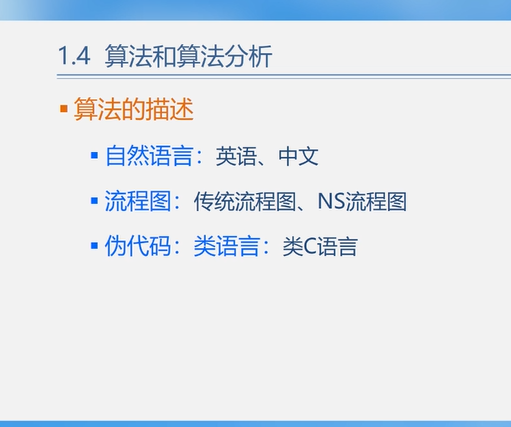 1.4 算法和算法分析
▪算法的描述
▪自然语言：英语、中文
▪流程图：传统流程图、NS流程图
▪伪代码：类语言：类C语言